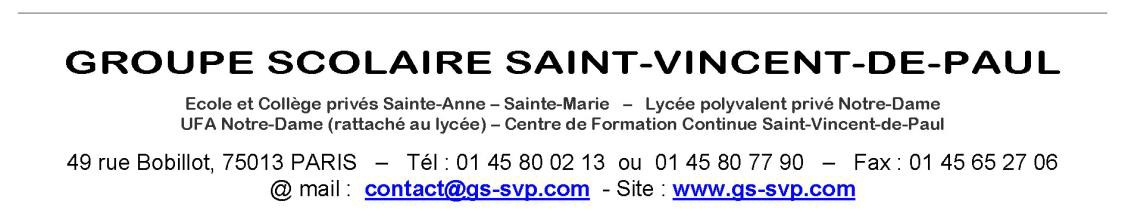 GROUPE SCOLAIRE SAINT-VINCENT-DE-PAUL
Ecole et Collège privés Sainte-Anne – Sainte-Marie – Lycée polyvalent privé Notre-Dame
UFA Notre-Dame (rattaché au lycée) – Centre de Formation Continue Saint-Vincent-de-Paul
49 rue Bobillot, 75013 PARIS – Tél : 01 45 80 02 13 ou 01 45 80 77 90 – Fax : 01 45 65 27 06
@ mail : contact@gs-svp.com - Site : www.gs-svp.com